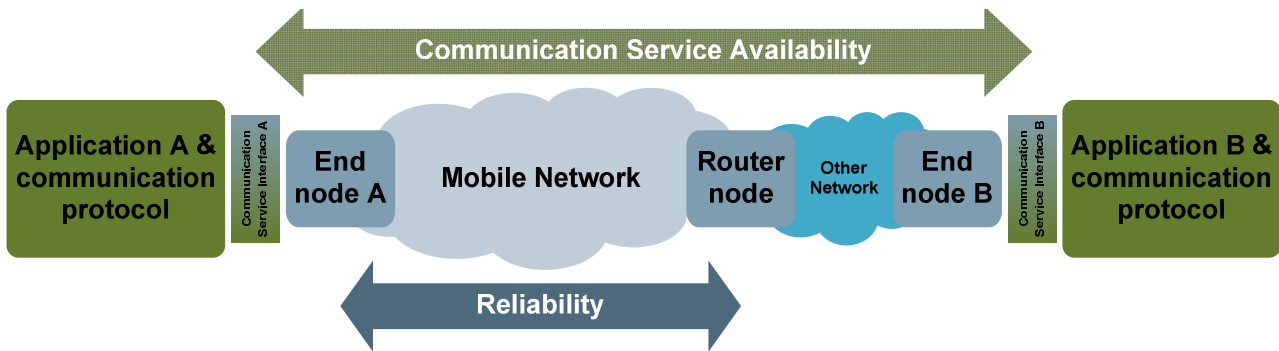 Communication Service Availability
Application A &
communication
protocol
Communication
Service Interface A
End
node A
Mobile Network
Router
node
Other
Network
End
node B
Communication
Service Interface B
Application B &
communication
protocol
Reliability